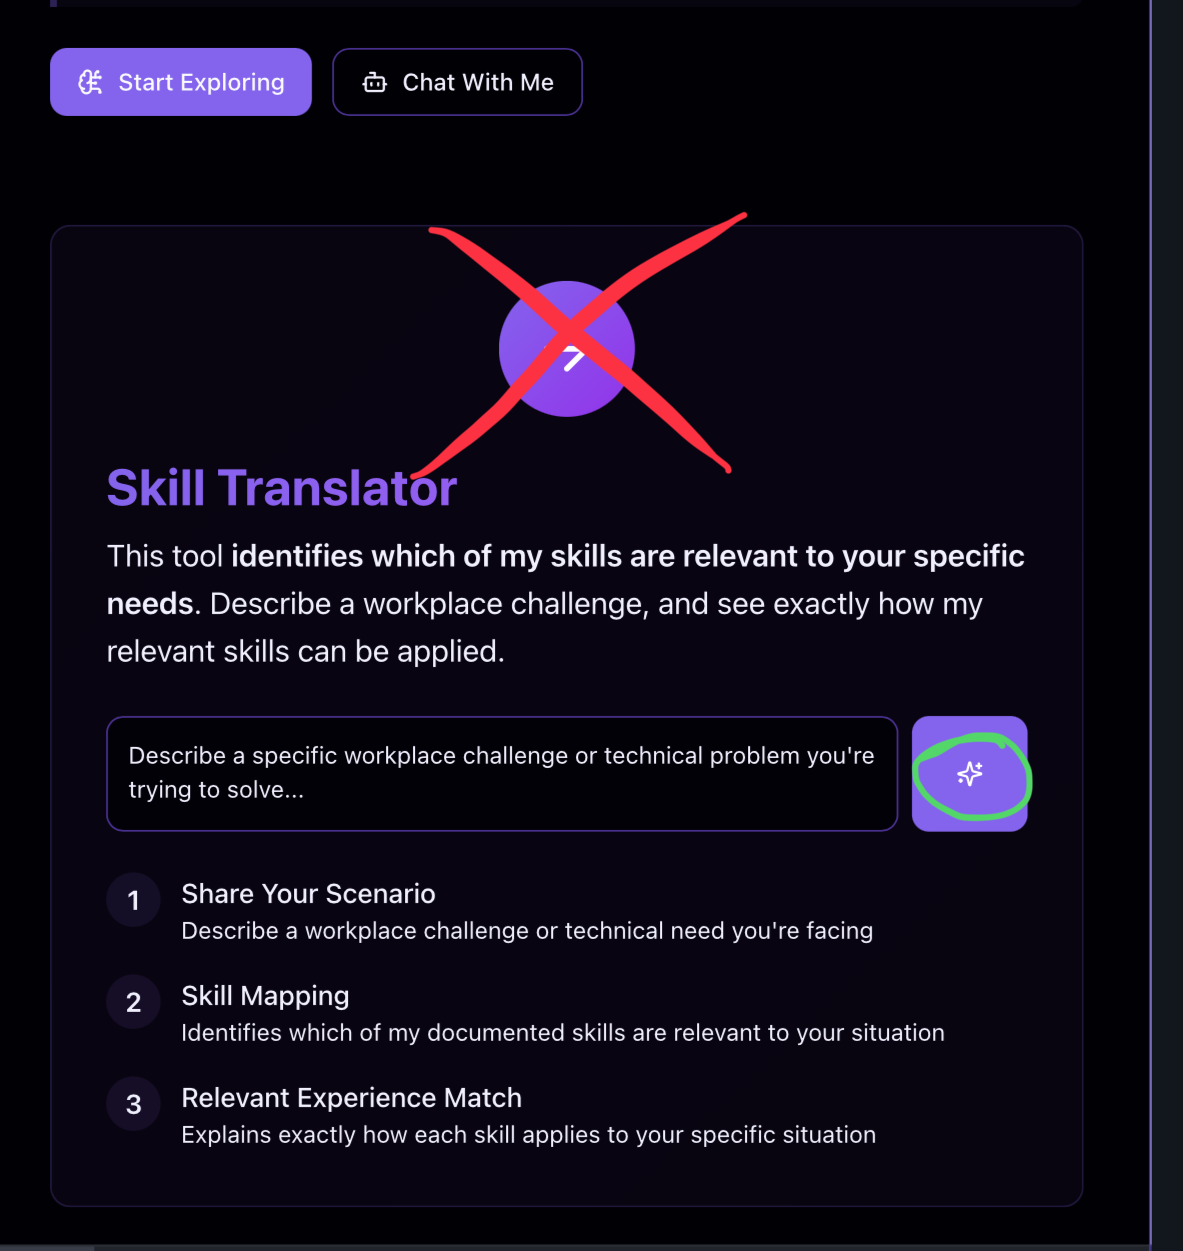 Start Exploring
Chat With Me
Skill Translator
This tool identifies which of my skills are relevant to your specific
needs. Describe a workplace challenge, and see exactly how my
relevant skills can be applied.
Describe a specific workplace challenge or technical problem you're
trying to solve...
1
Share Your Scenario
Describe a workplace challenge or technical need you're facing
2
Skill Mapping
Identifies which of my documented skills are relevant to your situation
3
Relevant Experience Match
Explains exactly how each skill applies to your specific situation